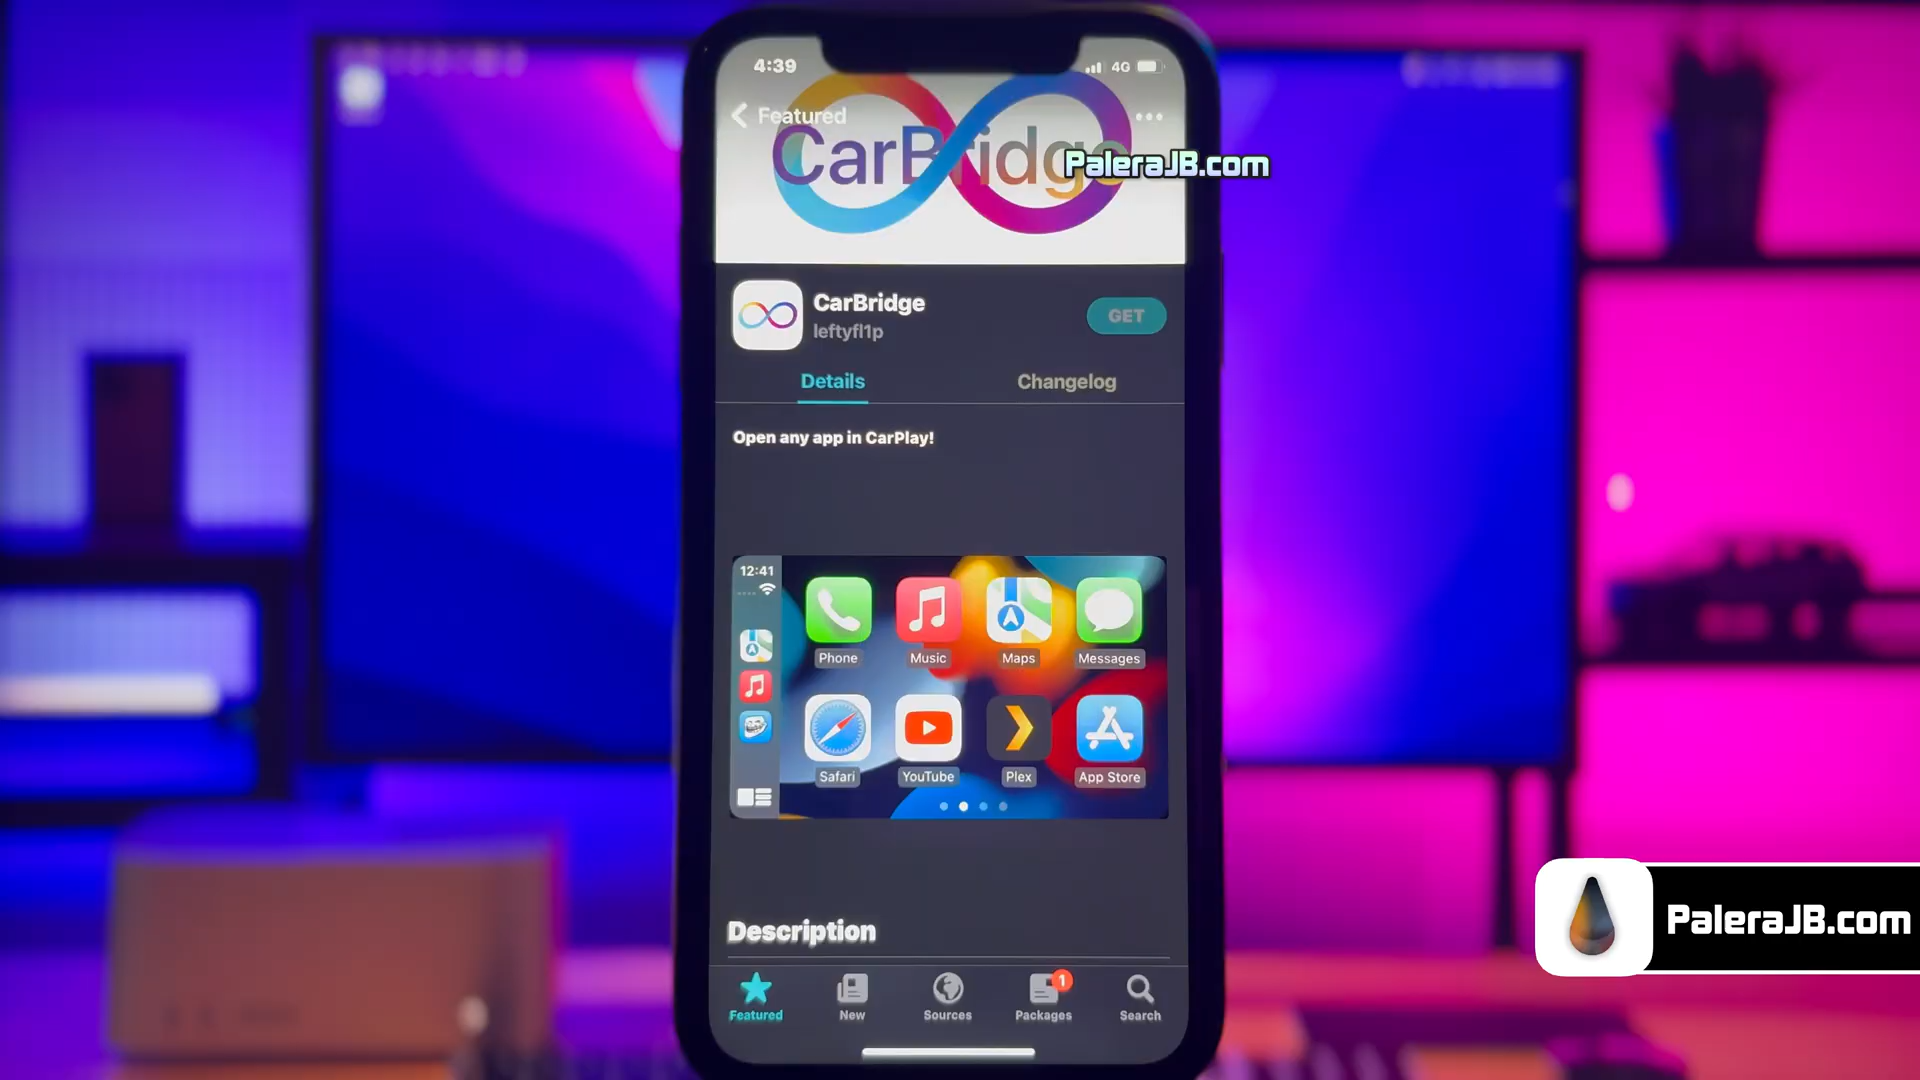 4:39
4G
Featured
CarBridge
PaleraJB.com
CarBridge
leftyfl1p
GET
Details
Changelog
Open any app in CarPlay!
12:41
Phone
Music
Maps
Messages
Safari
YouTube
Plex
App Store
Description
PaleraJB.com
Featured
New
Sources
1
Packages
Search